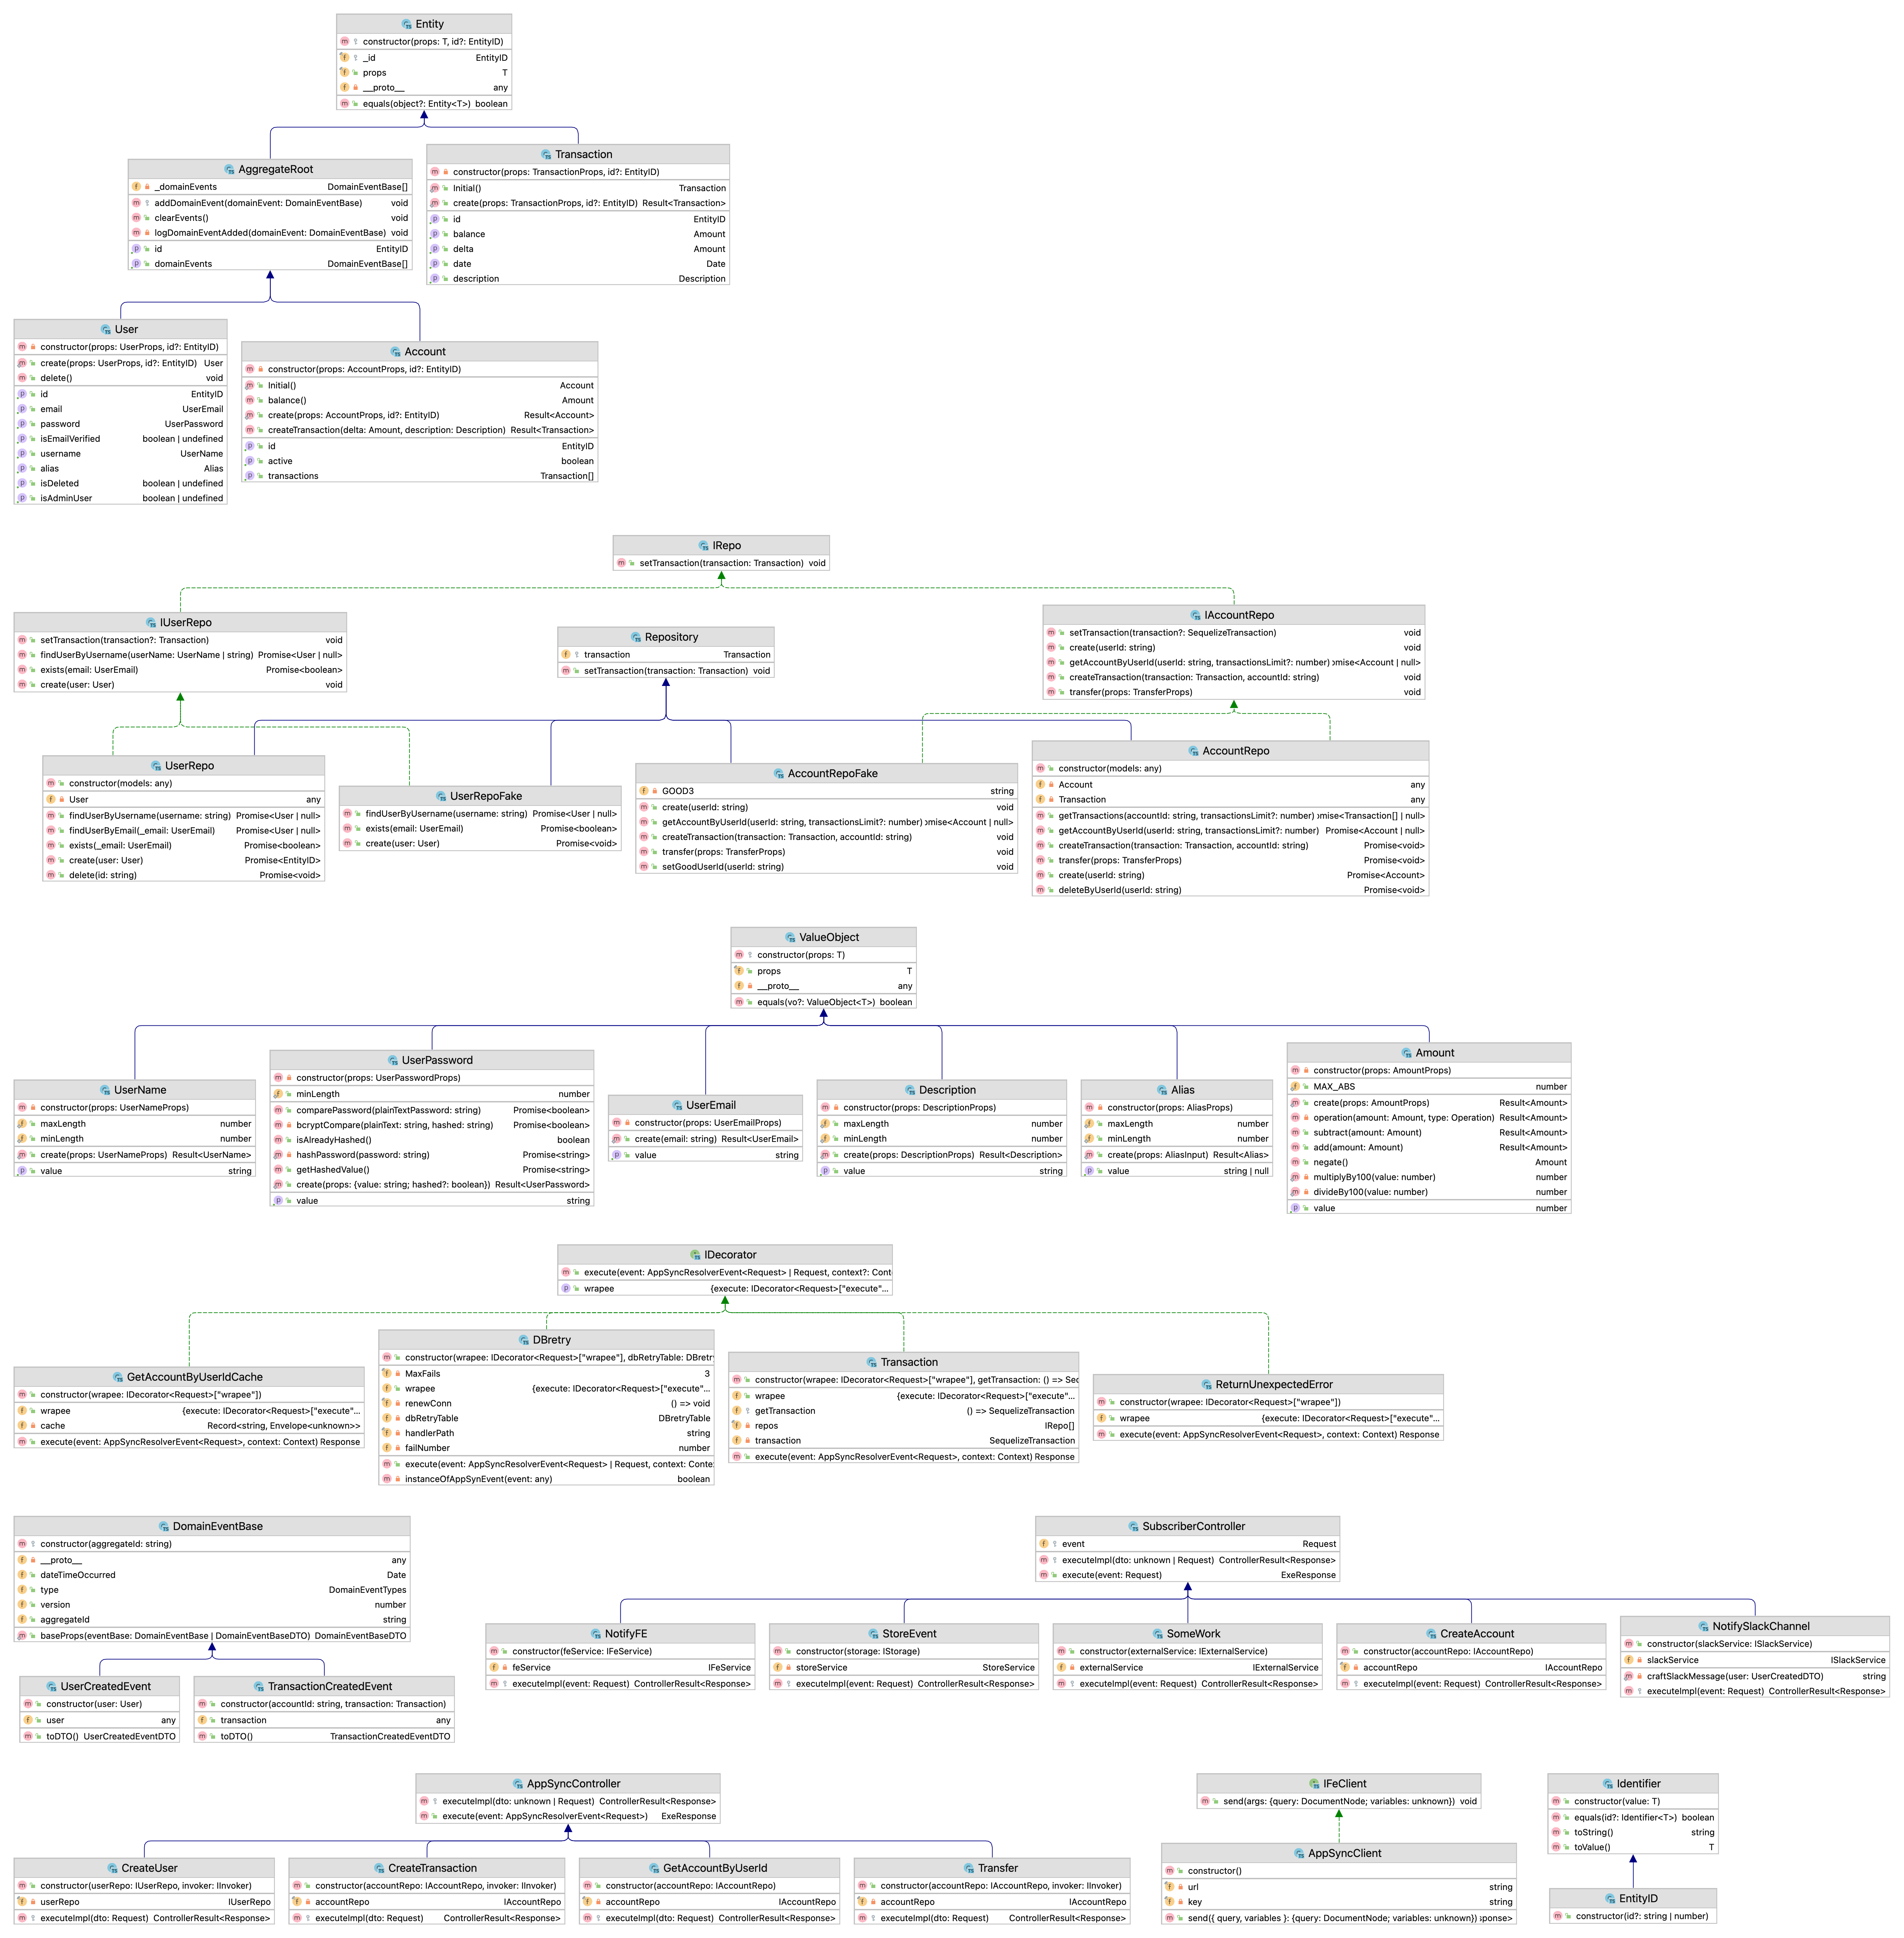 Entity
constructor(props: T, id?: EntityID)
_id EntityID
props T
__proto__ any
equals(object?: Entity<T>) boolean
AggregateRoot
_domainEvents DomainEventBase[]
addDomainEvent(domainEvent: DomainEventBase) void
clearEvents() void
logDomainEventAdded(domainEvent: DomainEventBase) void
id EntityID
domainEvents DomainEventBase[]
Transaction
constructor(props: TransactionProps, id?: EntityID)
Initial() Transaction
create(props: TransactionProps, id?: EntityID) Result<Transaction>
id EntityID
balance Amount
delta Amount
date Date
description Description
User
constructor(props: UserProps, id?: EntityID)
create(props: UserProps, id?: EntityID) User
delete() void
id EntityID
email UserEmail
password UserPassword
isEmailVerified boolean | undefined
username UserName
alias Alias
isDeleted boolean | undefined
isAdminUser boolean | undefined
Account
constructor(props: AccountProps, id?: EntityID)
Initial() Account
balance() Amount
create(props: AccountProps, id?: EntityID) Result<Account>
createTransaction(delta: Amount, description: Description) Result<Transaction>
id EntityID
active boolean
transactions Transaction[]
IRepo
setTransaction(transaction: Transaction) void
IUserRepo
setTransaction(transaction?: Transaction) void
findUserByUsername(userName: UserName | string) Promise<User | null>
exists(email: UserEmail) Promise<boolean>
create(user: User) void
Repository
transaction Transaction
setTransaction(transaction: Transaction) void
IAccountRepo
setTransaction(transaction?: SequelizeTransaction) void
create(userId: string) void
getAccountByUserId(userId: string, transactionsLimit?: number) omise<Account | null>
createTransaction(transaction: Transaction, accountId: string) void
transfer(props: TransferProps) void
UserRepo
constructor(models: any)
User any
findUserByUsername(username: string) Promise<User | null>
findUserByEmail(_email: UserEmail) Promise<User | null>
exists(_email: UserEmail) Promise<boolean>
create(user: User) Promise<EntityID>
delete(id: string) Promise<void>
UserRepoFake
findUserByUsername(username: string) Promise<User | null>
exists(email: UserEmail) Promise<boolean>
create(user: User) Promise<void>
AccountRepoFake
GOOD3 string
create(userId: string) void
getAccountByUserId(userId: string, transactionsLimit?: number) omise<Account | null>
createTransaction(transaction: Transaction, accountId: string) void
transfer(props: TransferProps) void
setGoodUserId(userId: string) void
AccountRepo
constructor(models: any)
Account any
Transaction any
getTransactions(accountId: string, transactionsLimit?: number) omise<Transaction[] | null>
getAccountByUserId(userId: string, transactionsLimit?: number) Promise<Account | null>
createTransaction(transaction: Transaction, accountId: string) Promise<void>
transfer(props: TransferProps) Promise<void>
create(userId: string) Promise<Account>
deleteByUserId(userId: string) Promise<void>
ValueObject
constructor(props: T)
props T
__proto__ any
equals(vo?: ValueObject<T>) boolean
UserName
constructor(props: UserNameProps)
maxLength number
minLength number
create(props: UserNameProps) Result<UserName>
value string
UserPassword
constructor(props: UserPasswordProps)
minLength number
comparePassword(plainTextPassword: string) Promise<boolean>
bcryptCompare(plainText: string, hashed: string) Promise<boolean>
isAlreadyHashed() boolean
hashPassword(password: string) Promise<string>
getHashedValue() Promise<string>
create(props: {value: string; hashed?: boolean}) Result<UserPassword>
value string
UserEmail
constructor(props: UserEmailProps)
create(email: string) Result<UserEmail>
value string
Description
constructor(props: DescriptionProps)
maxLength number
minLength number
create(props: DescriptionProps) Result<Description>
value string
Alias
constructor(props: AliasProps)
maxLength number
minLength number
create(props: AliasInput) Result<Alias>
value string | null
Amount
constructor(props: AmountProps)
MAX_ABS number
create(props: AmountProps) Result<Amount>
operation(amount: Amount, type: Operation) Result<Amount>
subtract(amount: Amount) Result<Amount>
add(amount: Amount) Result<Amount>
negate() Amount
multiplyBy100(value: number) number
divideBy100(value: number) number
value number
IDecorator
execute(event: AppSyncResolverEvent<Request> | Request, context?: Cont
wrapee {execute: IDecorator<Request>["execute"...
GetAccountByUserIdCache
constructor(wrapee: IDecorator<Request>["wrapee"])
wrapee {execute: IDecorator<Request>["execute"...
cache Record<string, Envelope<unknown>>
execute(event: AppSyncResolverEvent<Request>, context: Context) Response
DBretry
constructor(wrapee: IDecorator<Request>["wrapee"], dbRetryTable: DBretr
MaxFails 3
wrapee {execute: IDecorator<Request>["execute"...
renewConn () => void
dbRetryTable DBretryTable
handlerPath string
failNumber number
execute(event: AppSyncResolverEvent<Request> | Request, context: Conte
instanceOfAppSynEvent(event: any) boolean
Transaction
constructor(wrapee: IDecorator<Request>["wrapee"], getTransaction: () => Seq
wrapee {execute: IDecorator<Request>["execute"...
getTransaction () => SequelizeTransaction
repos IRepo[]
transaction SequelizeTransaction
execute(event: AppSyncResolverEvent<Request>, context: Context) Response
ReturnUnexpectedError
constructor(wrapee: IDecorator<Request>["wrapee"])
wrapee {execute: IDecorator<Request>["execute"...
execute(event: AppSyncResolverEvent<Request>, context: Context) Response
DomainEventBase
constructor(aggregateId: string)
__proto__ any
dateTimeOccurred Date
type DomainEventTypes
version number
aggregateId string
baseProps(eventBase: DomainEventBase | DomainEventBaseDTO) DomainEventBaseDTO
UserCreatedEvent
constructor(user: User)
user any
toDTO() UserCreatedEventDTO
TransactionCreatedEvent
constructor(accountId: string, transaction: Transaction)
transaction any
toDTO() TransactionCreatedEventDTO
SubscriberController
event Request
executeImpl(dto: unknown | Request) ControllerResult<Response>
execute(event: Request) ExeResponse
NotifyFE
constructor(feService: IFeService)
feService IFeService
executeImpl(event: Request) ControllerResult<Response>
StoreEvent
constructor(storage: IStorage)
storeService StoreService
executeImpl(event: Request) ControllerResult<Response>
SomeWork
constructor(externalService: IExternalService)
externalService IExternalService
executeImpl(event: Request) ControllerResult<Response>
CreateAccount
constructor(accountRepo: IAccountRepo)
accountRepo IAccountRepo
executeImpl(event: Request) ControllerResult<Response>
NotifySlackChannel
constructor(slackService: ISlackService)
slackService ISlackService
craftSlackMessage(user: UserCreatedDTO) string
executeImpl(event: Request) ControllerResult<Response>
AppSyncController
executeImpl(dto: unknown | Request) ControllerResult<Response>
execute(event: AppSyncResolverEvent<Request>) ExeResponse
CreateUser
constructor(userRepo: IUserRepo, invoker: IInvoker)
userRepo IUserRepo
executeImpl(dto: Request) ControllerResult<Response>
CreateTransaction
constructor(accountRepo: IAccountRepo, invoker: IInvoker)
accountRepo IAccountRepo
executeImpl(dto: Request) ControllerResult<Response>
GetAccountByUserId
constructor(accountRepo: IAccountRepo)
accountRepo IAccountRepo
executeImpl(dto: Request) ControllerResult<Response>
Transfer
constructor(accountRepo: IAccountRepo, invoker: IInvoker)
accountRepo IAccountRepo
executeImpl(dto: Request) ControllerResult<Response>
IFeClient
send(args: {query: DocumentNode; variables: unknown}) void
AppSyncClient
constructor()
url string
key string
send({ query, variables }: {query: DocumentNode; variables: unknown}) sponse>
Identifier
constructor(value: T)
equals(id?: Identifier<T>) boolean
toString() string
toValue() T
EntityID
constructor(id?: string | number)